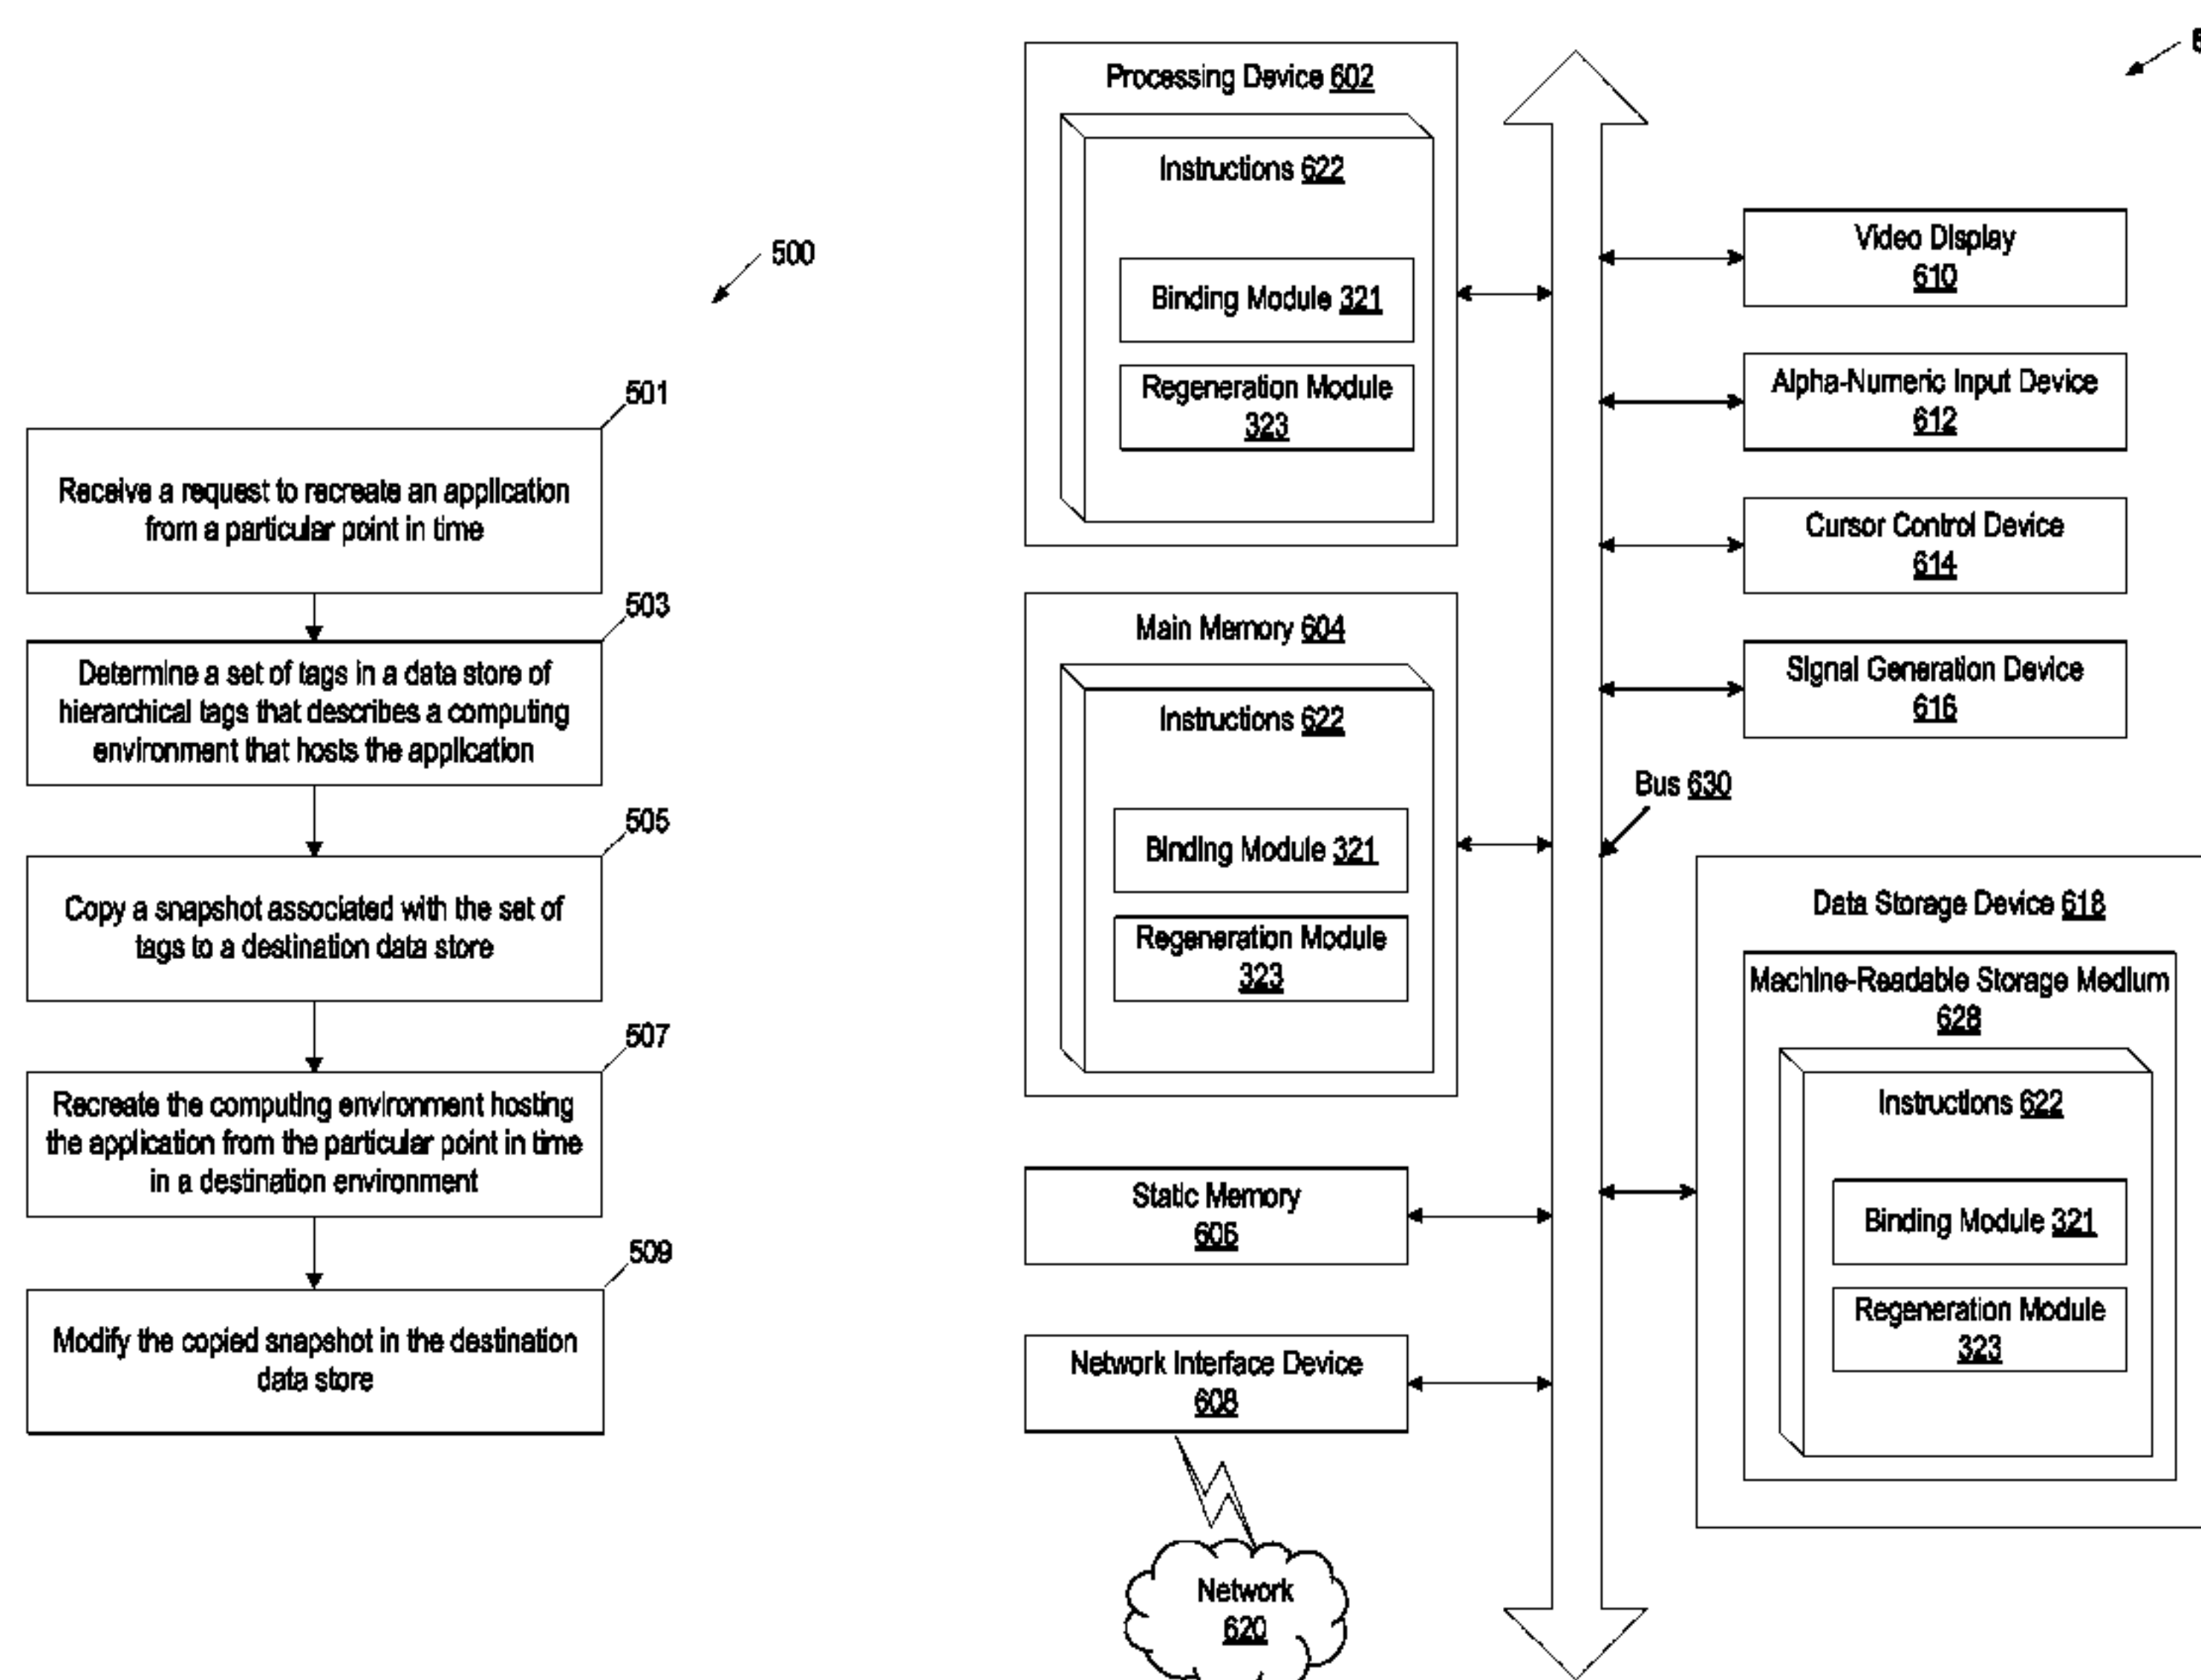 500
501
Receive a request to recreate an application
from a particular point in time
503
Determine a set of tags in a data store of
hierarchical tags that describes a computing
environment that hosts the application
505
Copy a snapshot associated with the set of
tags to a destination data store
507
Recreate the computing environment hosting
the application from the particular point in time
in a destination environment
509
Modify the copied snapshot in the destination
data store
Processing Device 602
Instructions 622
Binding Module 321
Regeneration Module
323
Main Memory 604
Instructions 622
Binding Module 321
Regeneration Module
323
Static Memory
606
Network Interface Device
608
Network
620
Video Display
610
Alpha-Numeric Input Device
612
Cursor Control Device
614
Signal Generation Device
616
Bus 630
Data Storage Device 618
Machine-Readable Storage Medium
628
Instructions 622
Binding Module 321
Regeneration Module
323